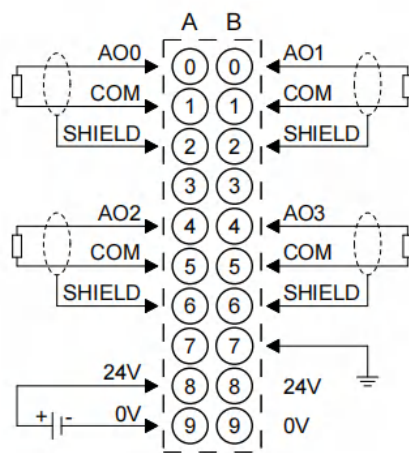 A B
AO0 0 0 AO1
COM 1 1 COM
SHIELD 2 2 SHIELD
3 3
AO2 4 4 AO3
COM 5 5 COM
SHIELD 6 6 SHIELD
7 7
24V 8 8 24V
+ - 0V 9 9 0V